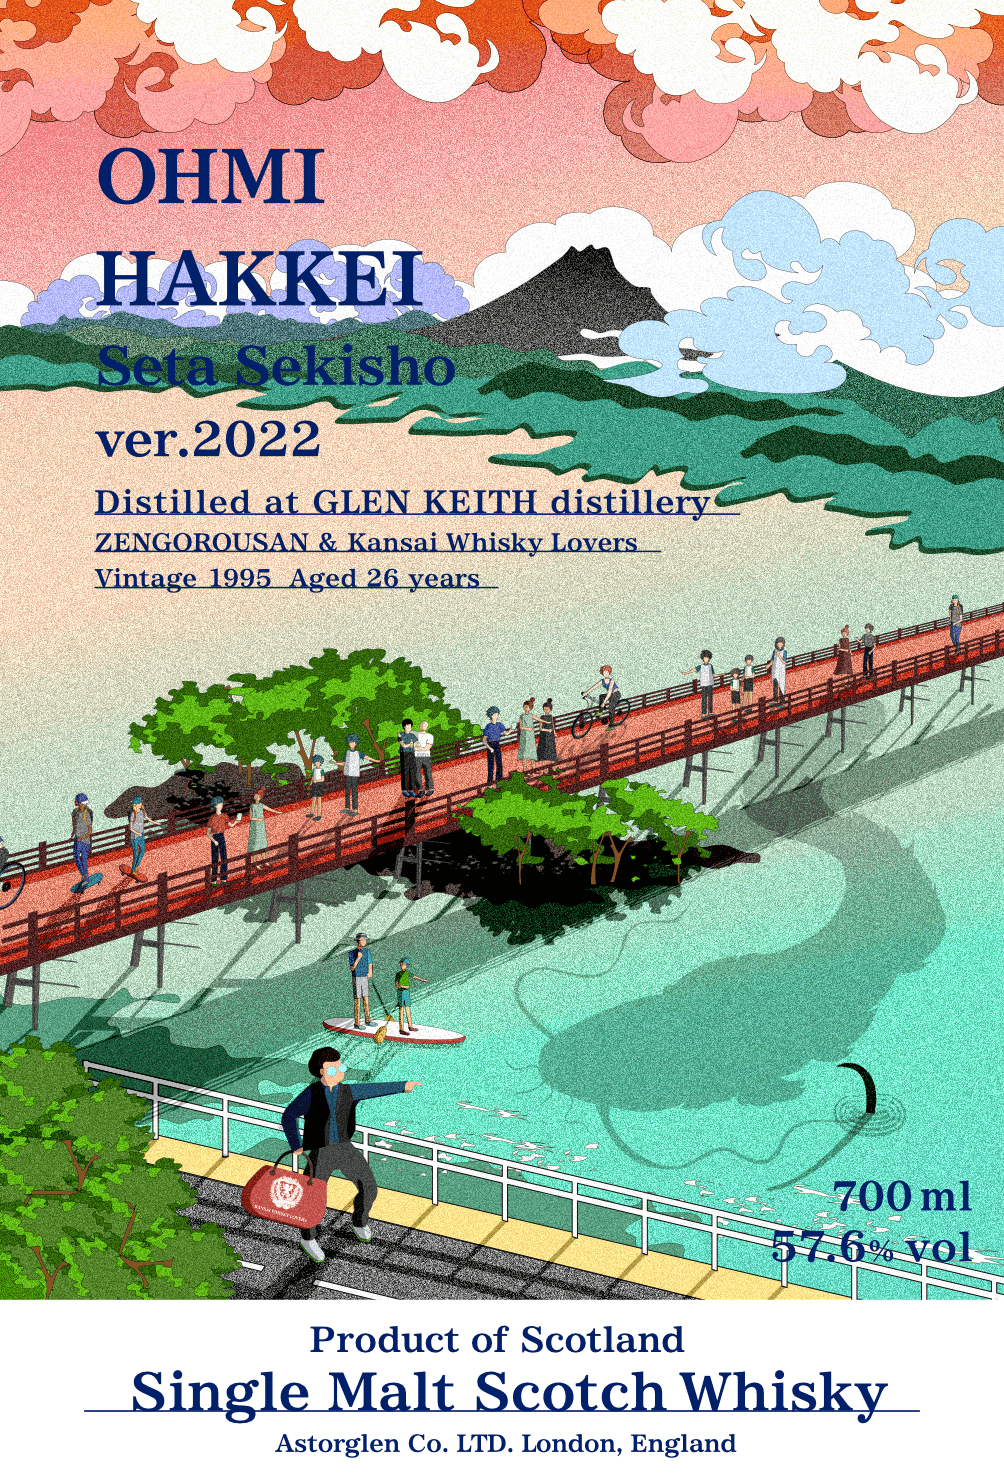 OHMI
HAKKEI
Seta Sekisho
ver.2022
Distilled at GLEN KEITH distillery
ZENGOROUSAN & Kansai Whisky Lovers
Vintage 1995 Aged 26 years
700 ml
57.6% vol
Product of Scotland
Single Malt Scotch Whisky
Astorglen Co. LTD. London, England